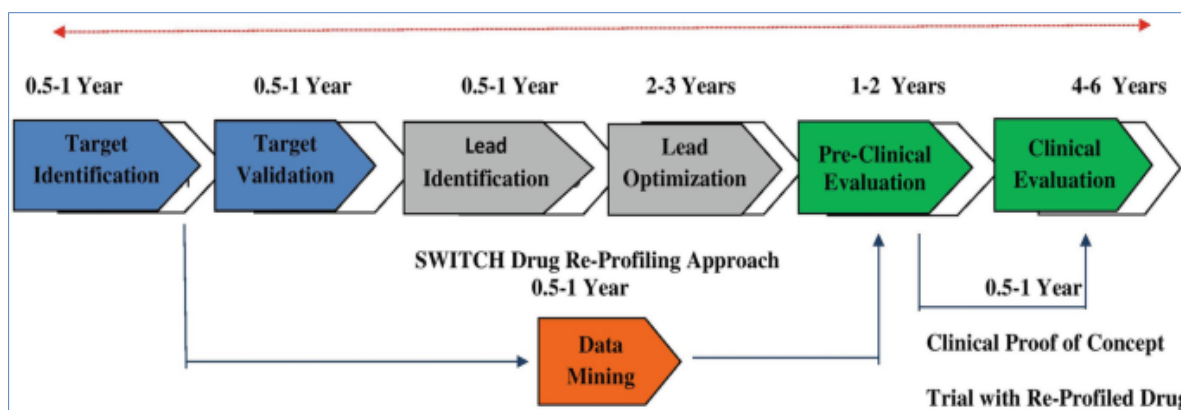 0.5-1 Year
0.5-1 Year
0.5-1 Year
2-3 Years
1-2 Years
4-6 Years
Target
Identification
Target
Validation
Lead
Identification
Lead
Optimization
Pre-Clinical
Evaluation
Clinical
Evaluation
SWITCH Drug Re-Profiling Approach
0.5-1 Year
0.5-1 Year
Data
Mining
Clinical Proof of Concept
Trial with Re-Profiled Drug